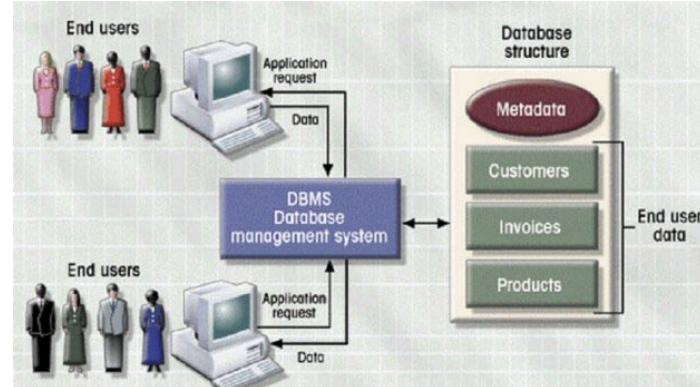 End users
Application
request
Data
DBMS
Database
management system
End users
Application
request
Data
Database
structure
Metadata
Customers
Invoices
Products
End user
data